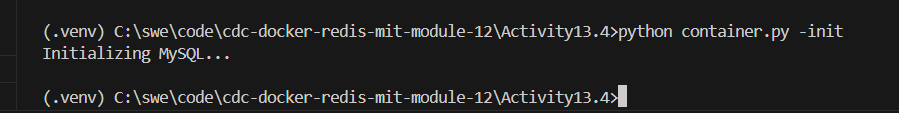 (.venv) C:\swe\code\cdc-docker-redis-mit-module-12\Activity13.4>python container.py -init
Initializing MySQL...
(.venv) C:\swe\code\cdc-docker-redis-mit-module-12\Activity13.4>